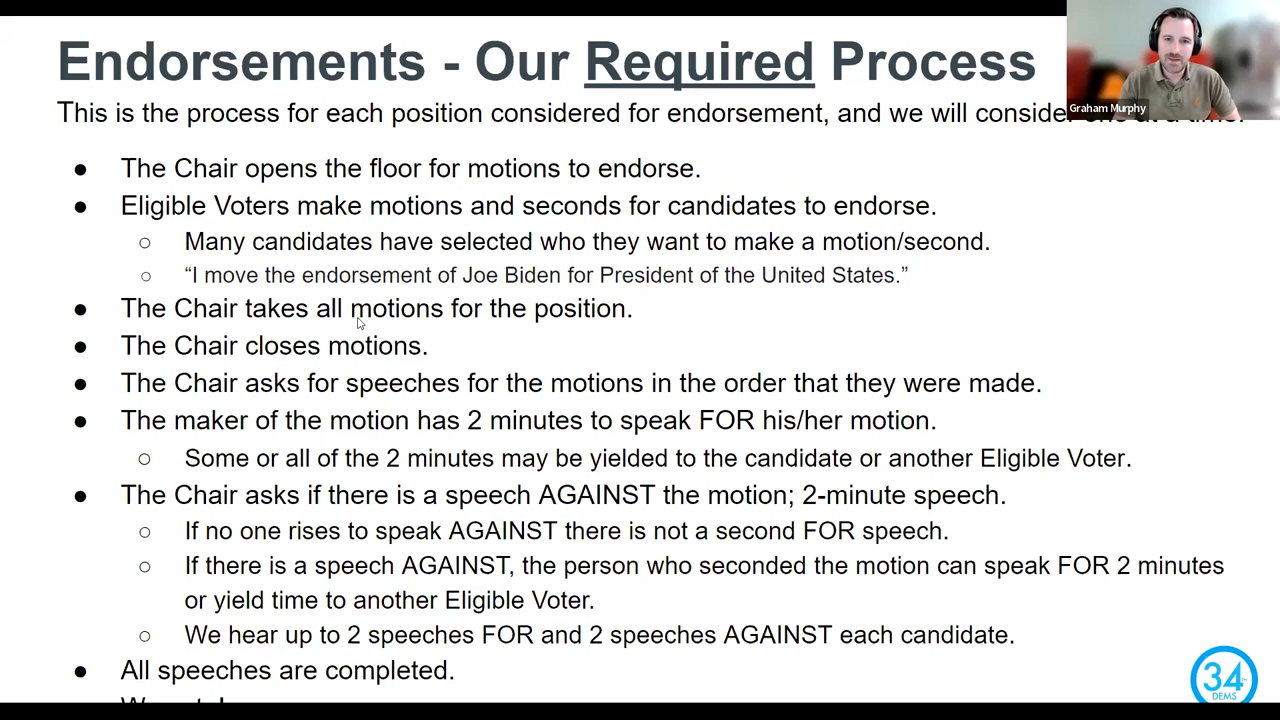 Endorsements - Our Required Process
Graham Murphy
This is the process for each position considered for endorsement, and we will consider one at a time.
● The Chair opens the floor for motions to endorse.
● Eligible Voters make motions and seconds for candidates to endorse.
○ Many candidates have selected who they want to make a motion/second.
○ “I move the endorsement of Joe Biden for President of the United States.”
● The Chair takes all motions for the position.
● The Chair closes motions.
● The Chair asks for speeches for the motions in the order that they were made.
● The maker of the motion has 2 minutes to speak FOR his/her motion.
○ Some or all of the 2 minutes may be yielded to the candidate or another Eligible Voter.
● The Chair asks if there is a speech AGAINST the motion; 2-minute speech.
○ If no one rises to speak AGAINST there is not a second FOR speech.
○ If there is a speech AGAINST, the person who seconded the motion can speak FOR 2 minutes
or yield time to another Eligible Voter.
○ We hear up to 2 speeches FOR and 2 speeches AGAINST each candidate.
● All speeches are completed.
34TH
DEMS